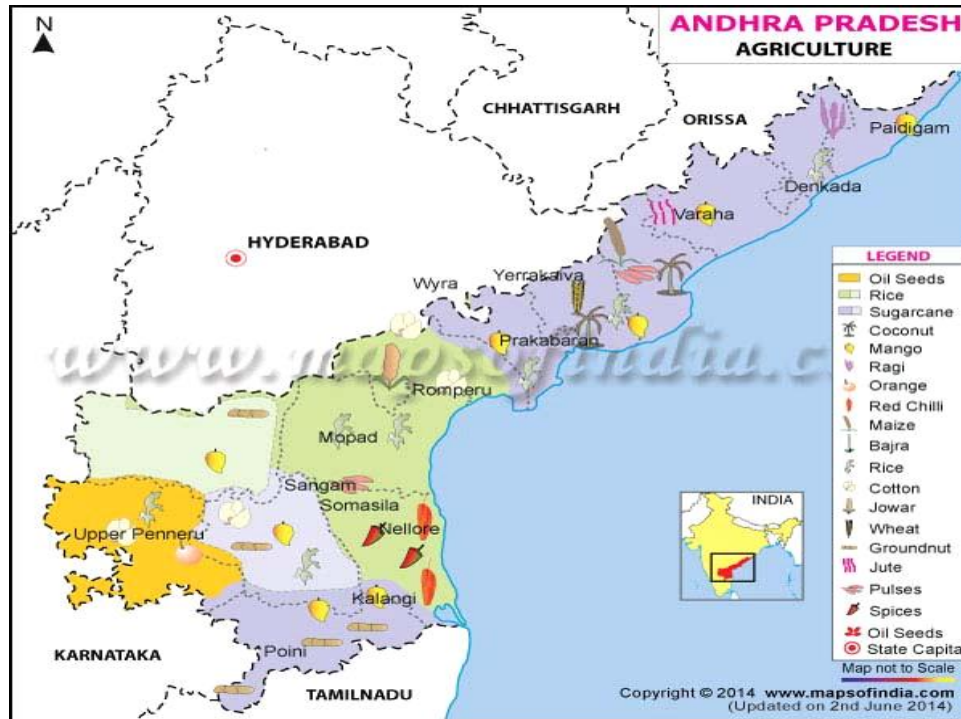 N
ANDHRA PRADESH
AGRICULTURE
CHHATTISGARH
ORISSA
Paidigam
Denkada
Varaha
HYDERABAD
Yerrakalva
Wyra
Prakabaran
www.mapsofindia.c
Romperu
Mopad
Sangam
Somasila
Upper Penneru
Nellore
Kalangi
Poini
KARNATAKA
TAMILNADU
INDIA
LEGEND
Oil Seeds
Rice
Sugarcane
Coconut
Mango
Ragi
Orange
Red Chilli
Maize
Bajra
Rice
Cotton
Jowar
Wheat
Groundnut
Jute
Pulses
Spices
Oil Seeds
State Capita
Map not to Scale
Copyright © 2014 www.mapsofindia.com
(Updated on 2nd June 2014)